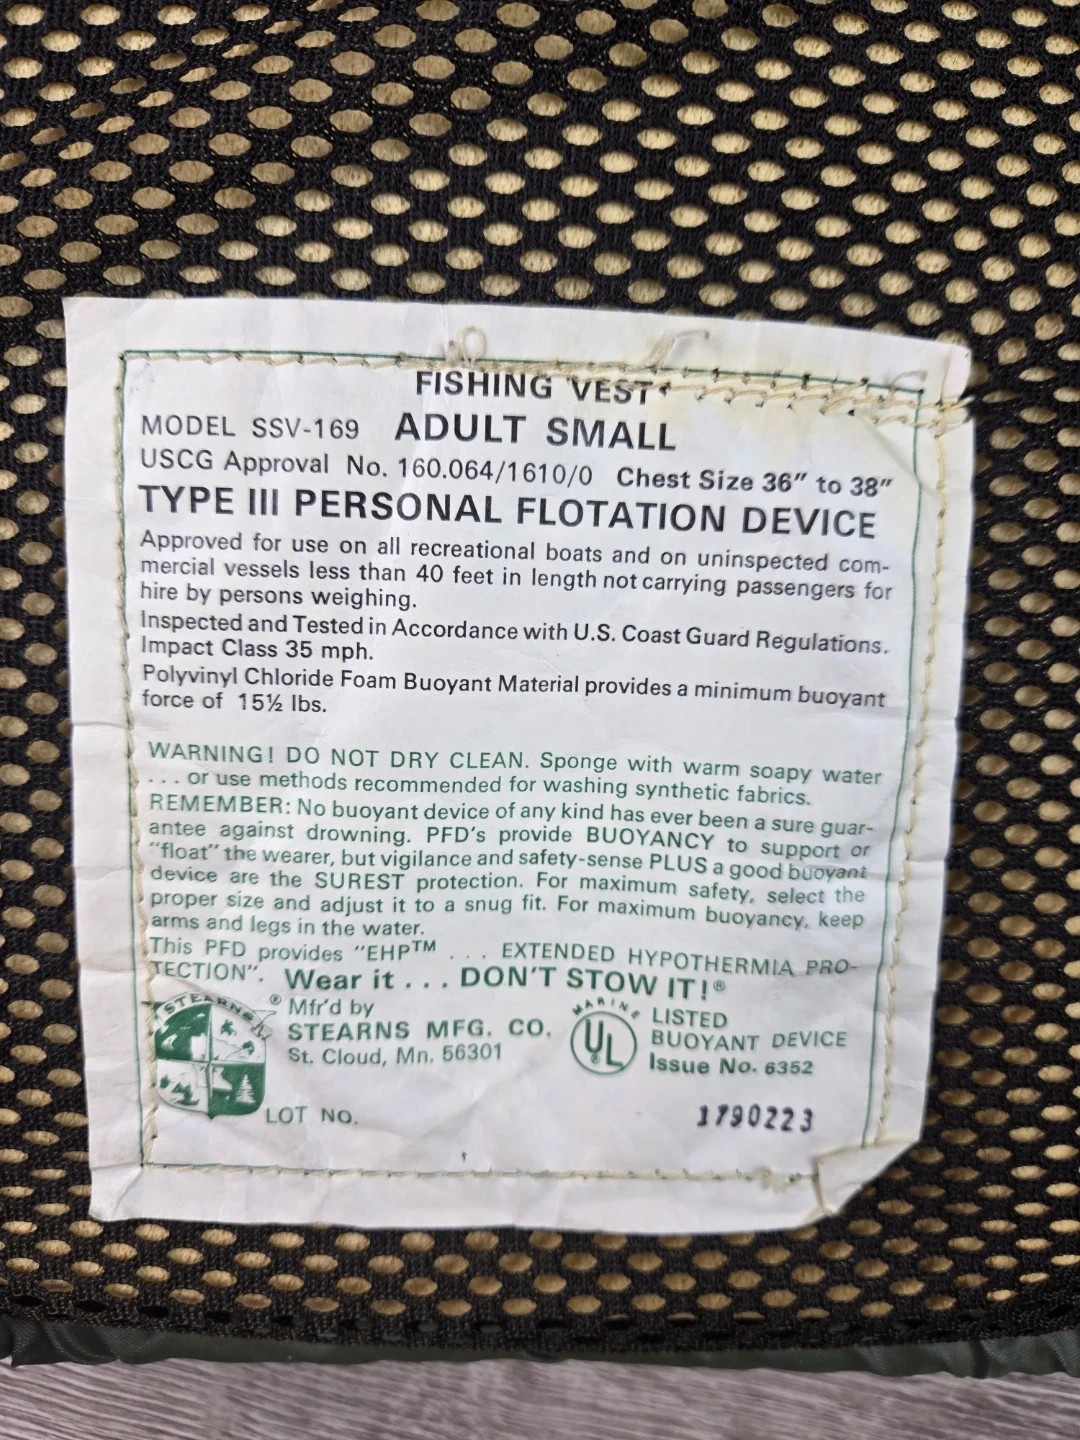 FISHING VEST
MODEL SSV-169 ADULT SMALL
USCG Approval No. 160.064/1610/0 Chest Size 36” to 38”
TYPE III PERSONAL FLOTATION DEVICE
Approved for use on all recreational boats and on uninspected com-
mercial vessels less than 40 feet in length not carrying passengers for
hire by persons weighing.
Inspected and Tested in Accordance with U.S. Coast Guard Regulations.
Impact Class 35 mph.
Polyvinyl Chloride Foam Buoyant Material provides a minimum buoyant
force of 15½ lbs.
WARNING! DO NOT DRY CLEAN. Sponge with warm soapy water
... or use methods recommended for washing synthetic fabrics.
REMEMBER: No buoyant device of any kind has ever been a sure guar-
antee against drowning. PFD's provide BUOYANCY to support or
“float” the wearer, but vigilance and safety-sense PLUS a good buoyant
device are the SUREST protection. For maximum safety, select the
proper size and adjust it to a snug fit. For maximum buoyancy, keep
arms and legs in the water.
This PFD provides “EHP™ ... EXTENDED HYPOTHERMIA PRO-
TECTION”. Wear it ... DON'T STOW IT!®
STEARNS ®
Mfr'd by
STEARNS MFG. CO.
St. Cloud, Mn. 56301
MARINE
UL ®
LISTED
BUOYANT DEVICE
Issue No. 6352
LOT NO. 1790223